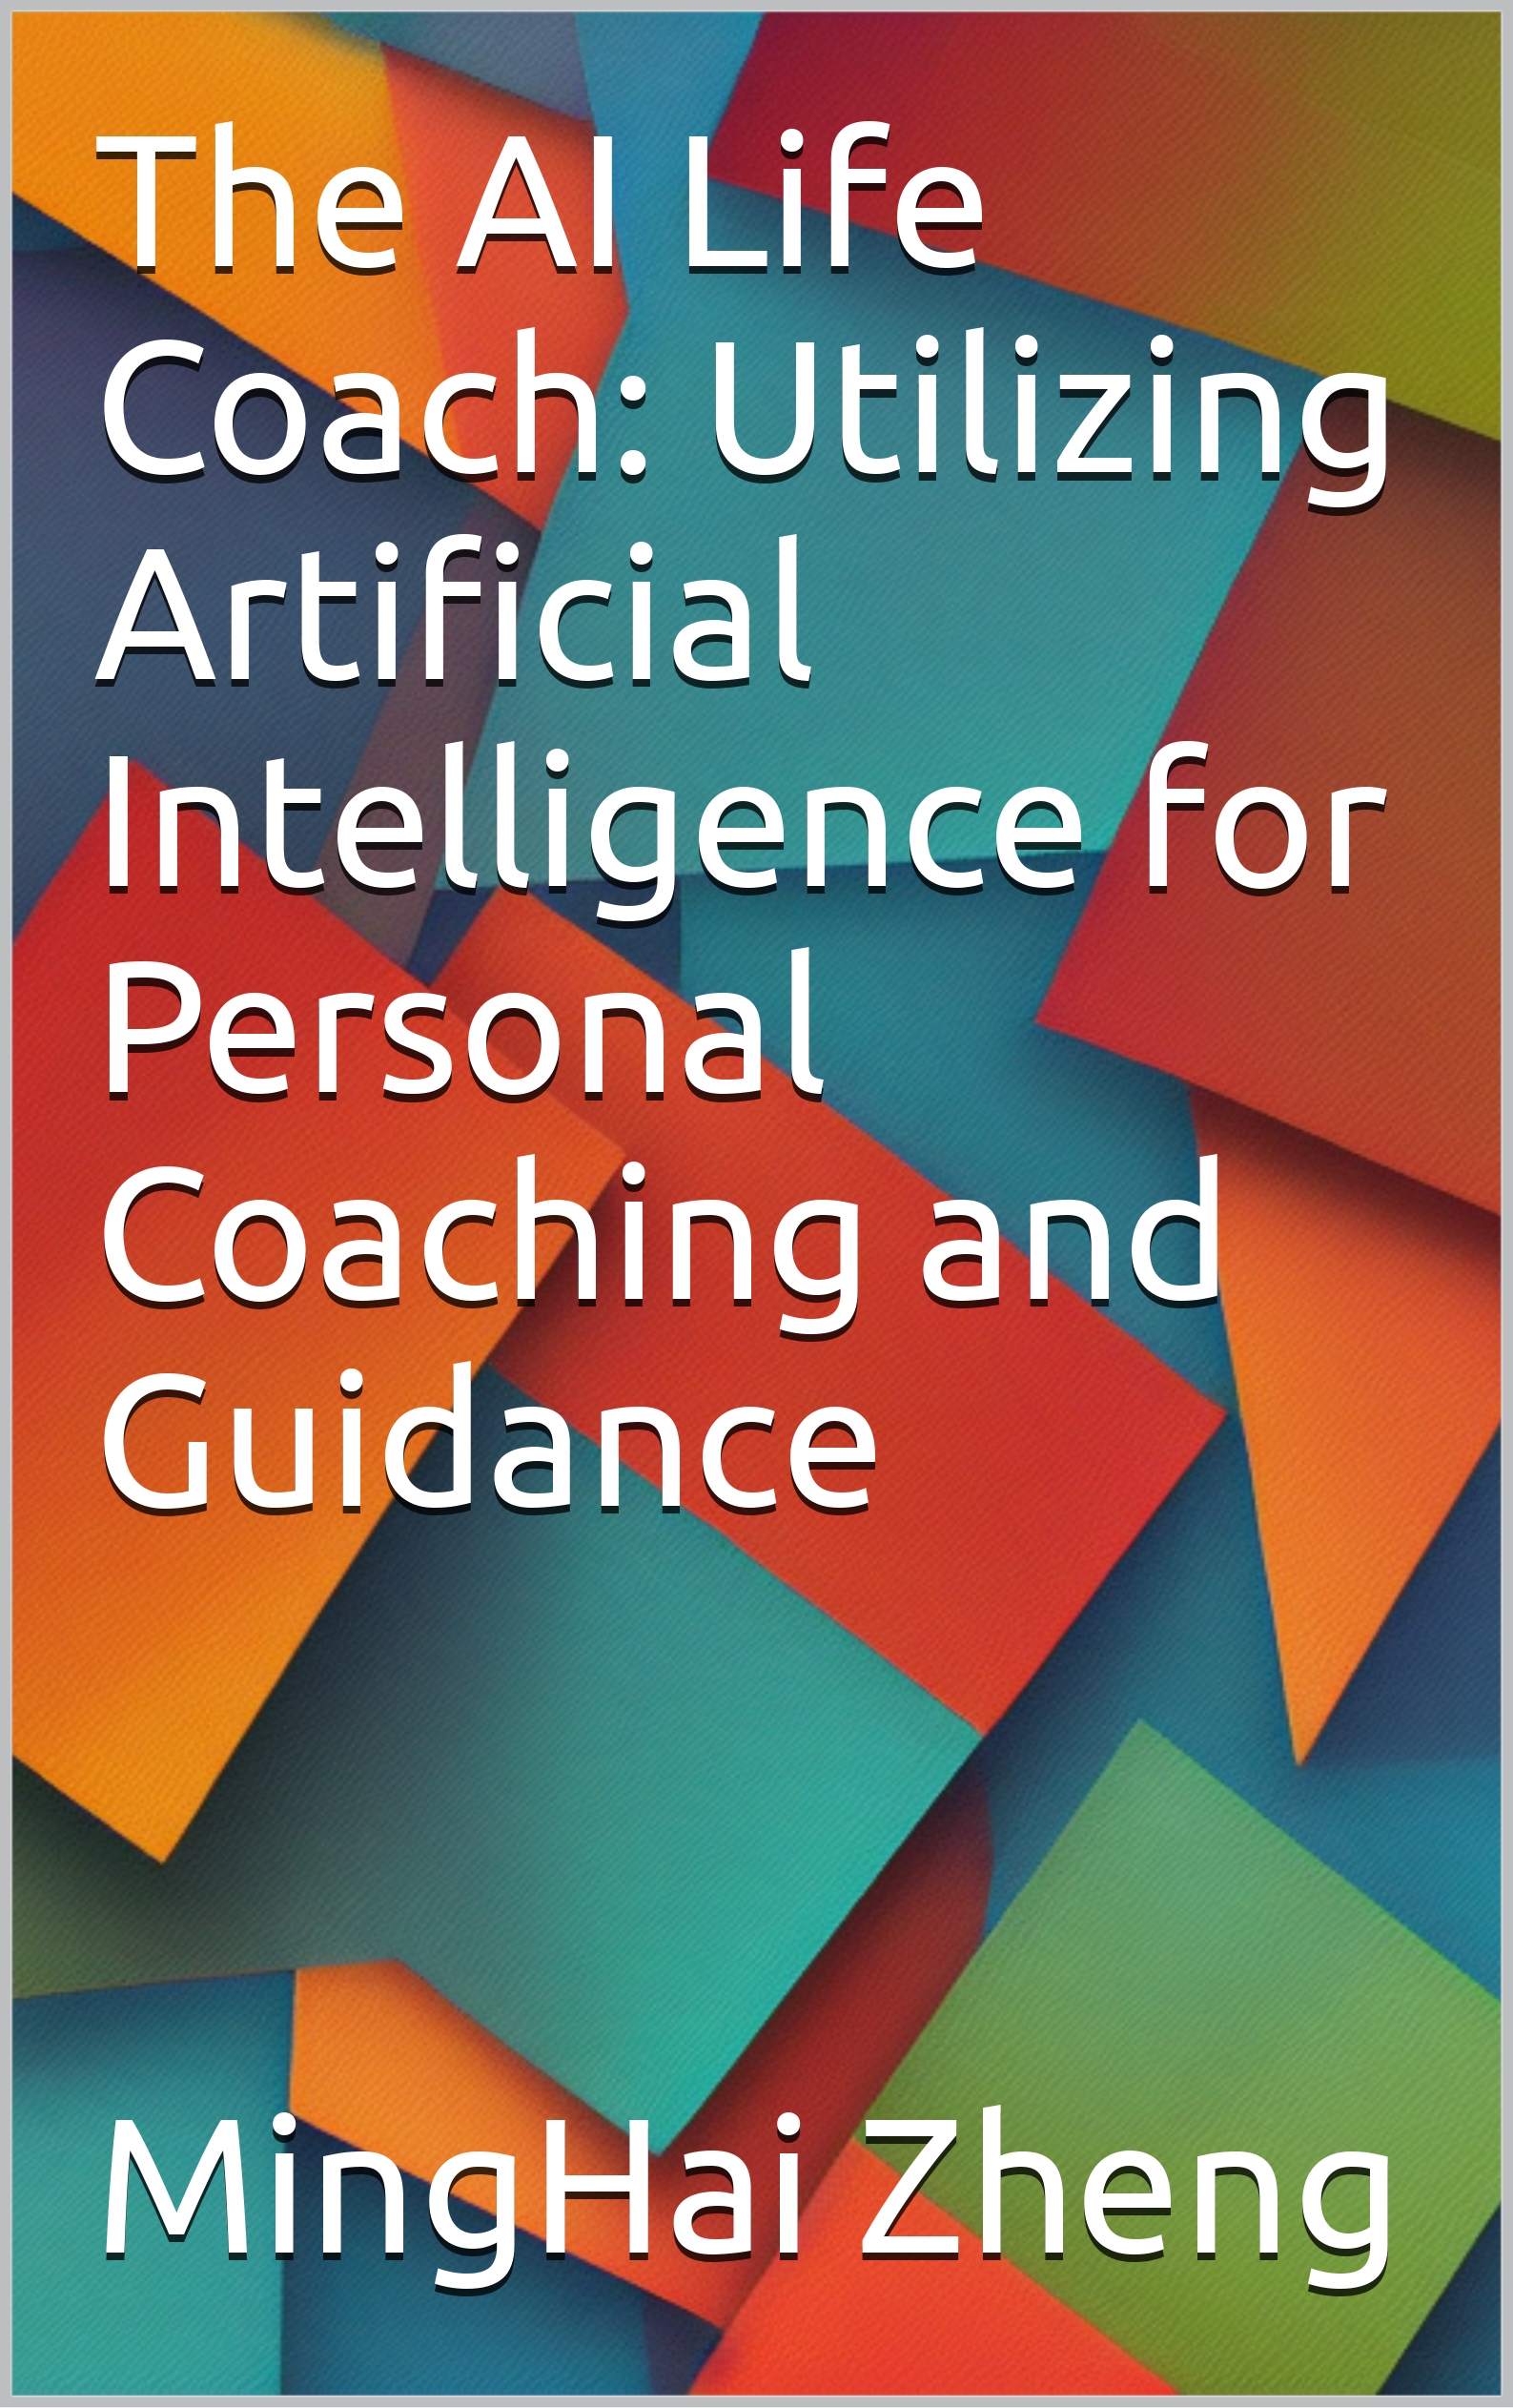 The AI Life
Coach: Utilizing
Artificial
Intelligence for
Personal
Coaching and
Guidance
MingHai Zheng